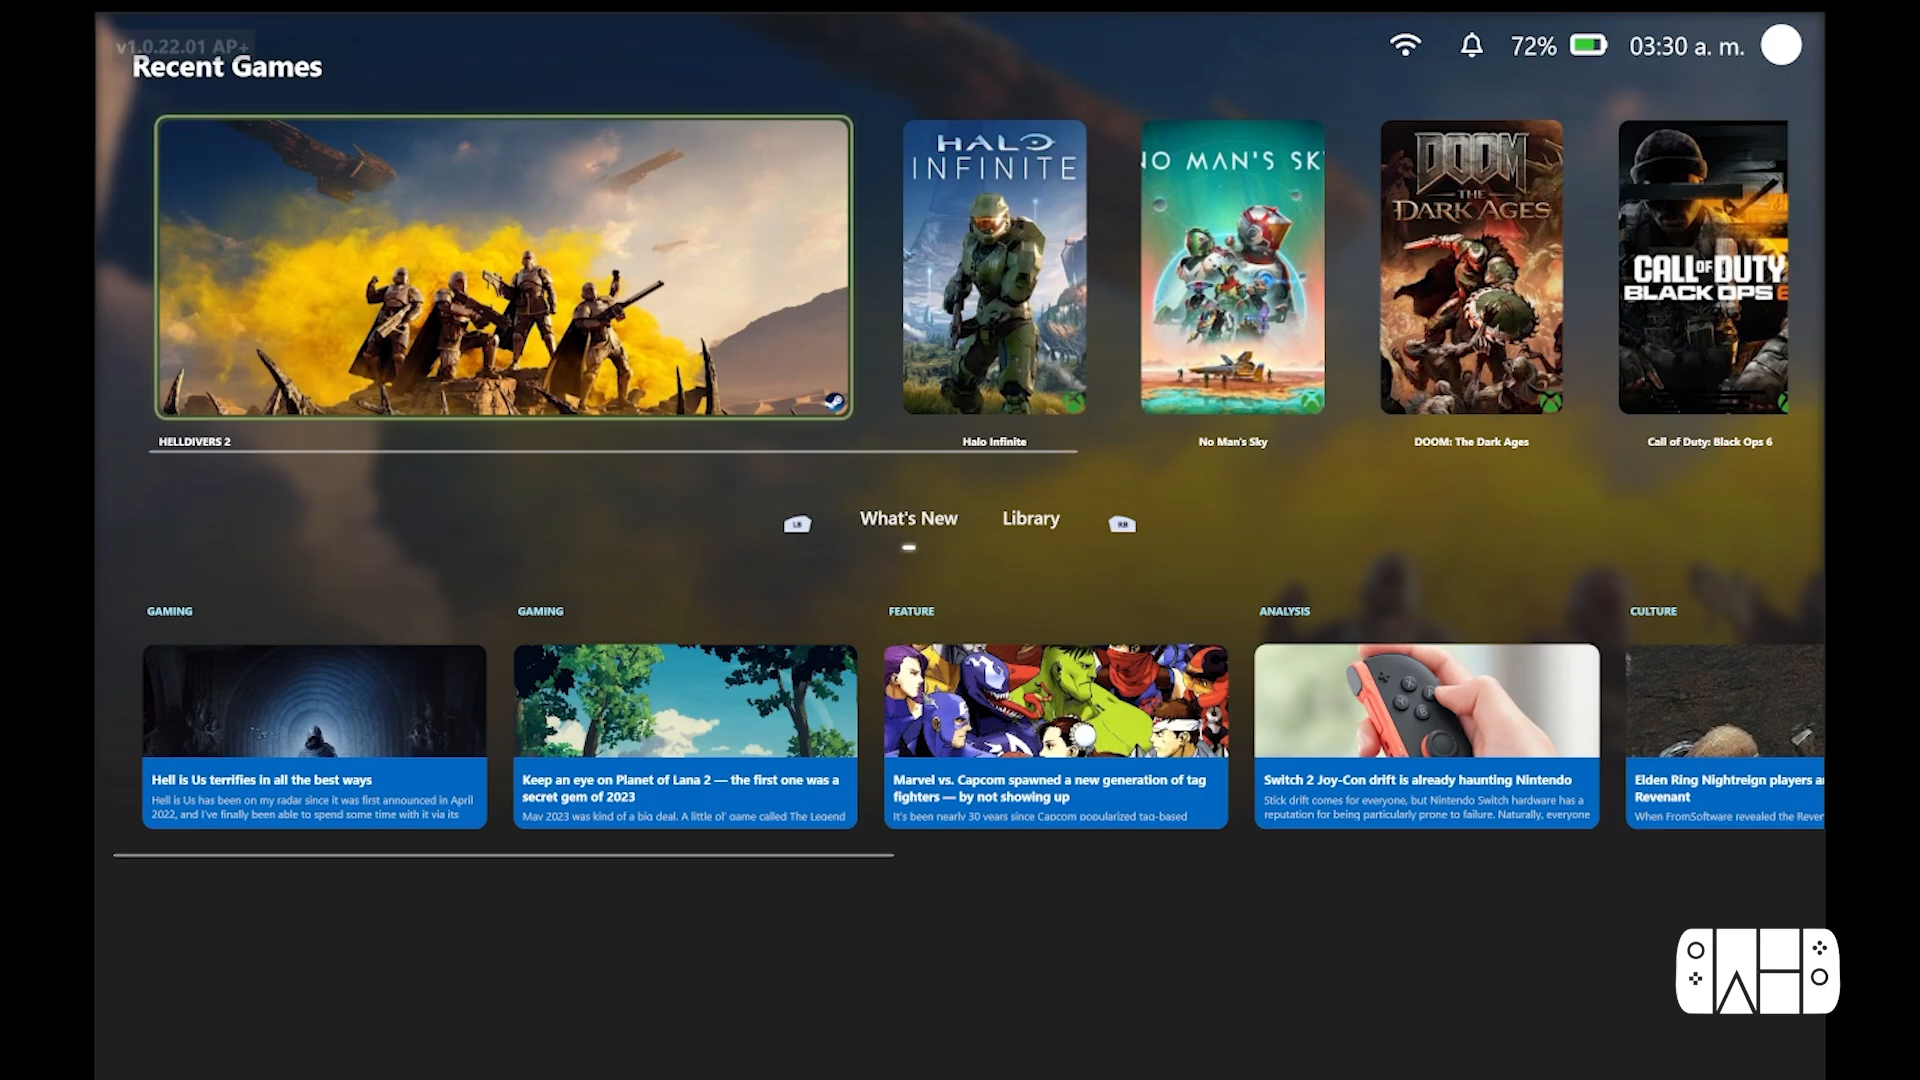 v1.0.22.01 AP+
Recent Games
72%
03:30 a. m.
HALO
INFINITE
NO MAN'S SK
DOOM
THE
DARK AGES
CALL OF DUTY
BLACK OPS 6
HELLDIVERS 2
Halo Infinite
No Man's Sky
DOOM: The Dark Ages
Call of Duty: Black Ops 6
LB
What's New
Library
RB
GAMING
GAMING
FEATURE
ANALYSIS
CULTURE
Hell is Us terrifies in all the best ways
Hell is Us has been on my radar since it was first announced in April
2022, and I've finally been able to spend some time with it via its
Keep an eye on Planet of Lana 2 — the first one was a
secret gem of 2023
May 2023 was kind of a big deal. A little ol' game called The Legend
Marvel vs. Capcom spawned a new generation of tag
fighters — by not showing up
It's been nearly 30 years since Capcom popularized tag-based
Switch 2 Joy-Con drift is already haunting Nintendo
Stick drift comes for everyone, but Nintendo Switch hardware has a
reputation for being particularly prone to failure. Naturally, everyone
Elden Ring Nightreign players a
Revenant
When FromSoftware revealed the Rever